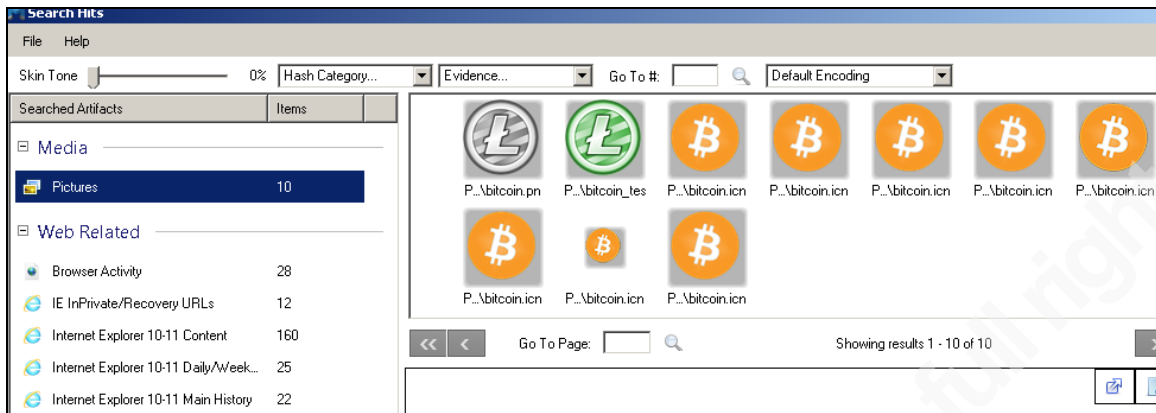 Search Hits
File Help
Skin Tone 0% Hash Category... Evidence... Go To #: Default Encoding
Searched Artifacts Items
Media
Pictures 10
Web Related
Browser Activity 28
IE InPrivate/Recovery URLs 12
Internet Explorer 10-11 Content 160
Internet Explorer 10-11 Daily/Week... 25
Internet Explorer 10-11 Main History 22
P...\bitcoin.pn P...\bitcoin_tes P...\bitcoin.icn P...\bitcoin.icn P...\bitcoin.icn P...\bitcoin.icn P...\bitcoin.icn
P...\bitcoin.icn P...\bitcoin.icn P...\bitcoin.icn
<< < Go To Page: Showing results 1 - 10 of 10 >
full right